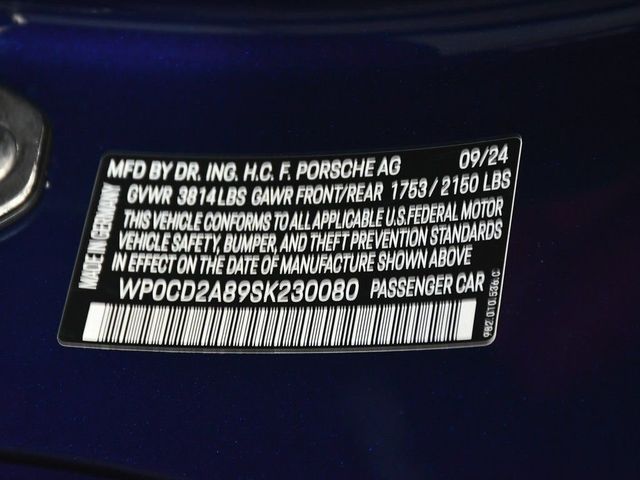 MFD BY DR. ING. H.C. F. PORSCHE AG 09/24
GVWR 3814 LBS GAWR FRONT/REAR 1753 / 2150 LBS
THIS VEHICLE CONFORMS TO ALL APPLICABLE U.S. FEDERAL MOTOR
VEHICLE SAFETY, BUMPER, AND THEFT PREVENTION STANDARDS
IN EFFECT ON THE DATE OF MANUFACTURE SHOWN ABOVE
WP0CD2A89SK230080 PASSENGER CAR
MADE IN GERMANY
982.010.536.C